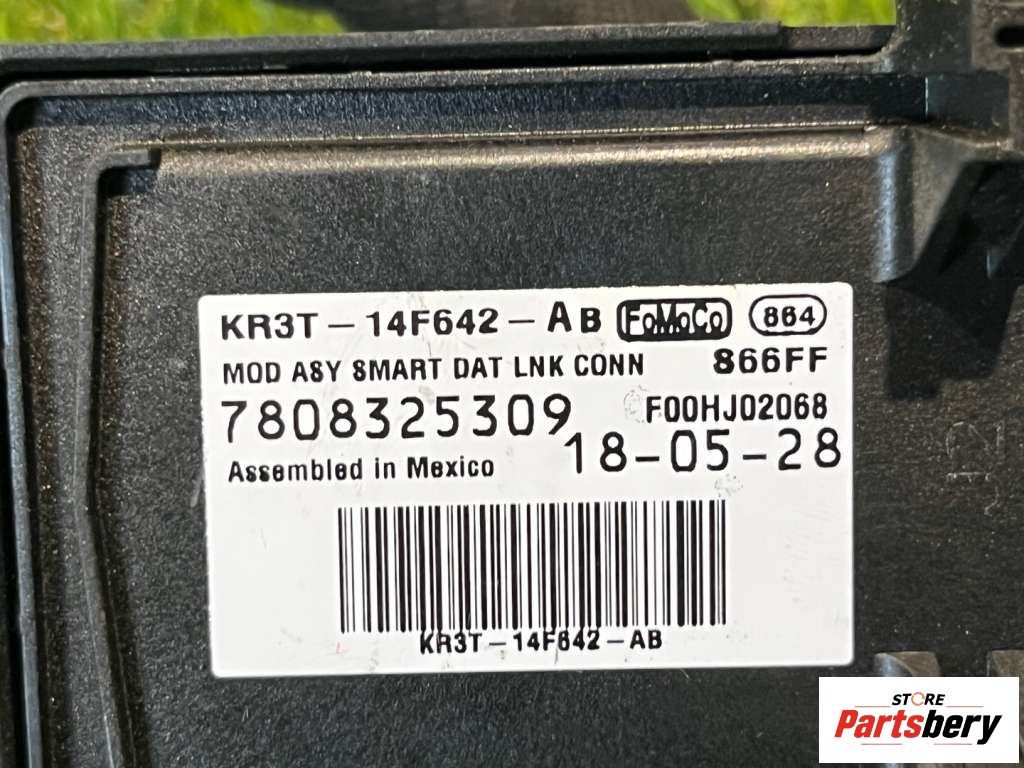 KR3T-14F642-AB FoMoCo 864
MOD ASY SMART DAT LNK CONN 866FF
7808325309 F00HJ02068
Assembled in Mexico 18-05-28
KR3T-14F642-AB
12
STORE
Partsbery